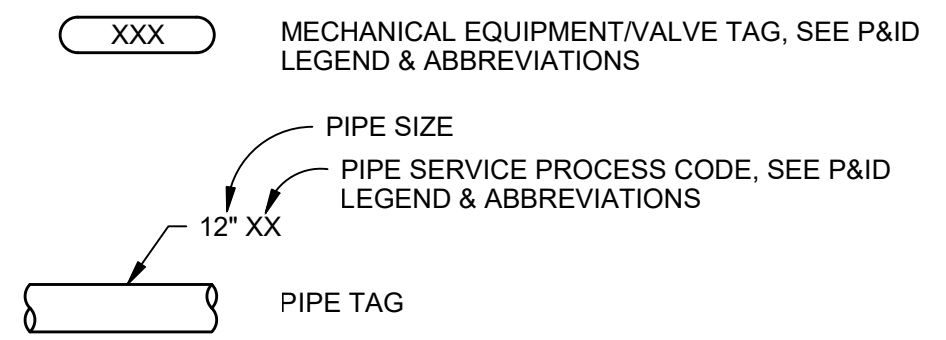 XXX
MECHANICAL EQUIPMENT/VALVE TAG, SEE P&ID
LEGEND & ABBREVIATIONS
PIPE SIZE
PIPE SERVICE PROCESS CODE, SEE P&ID
LEGEND & ABBREVIATIONS
12" XX
PIPE TAG